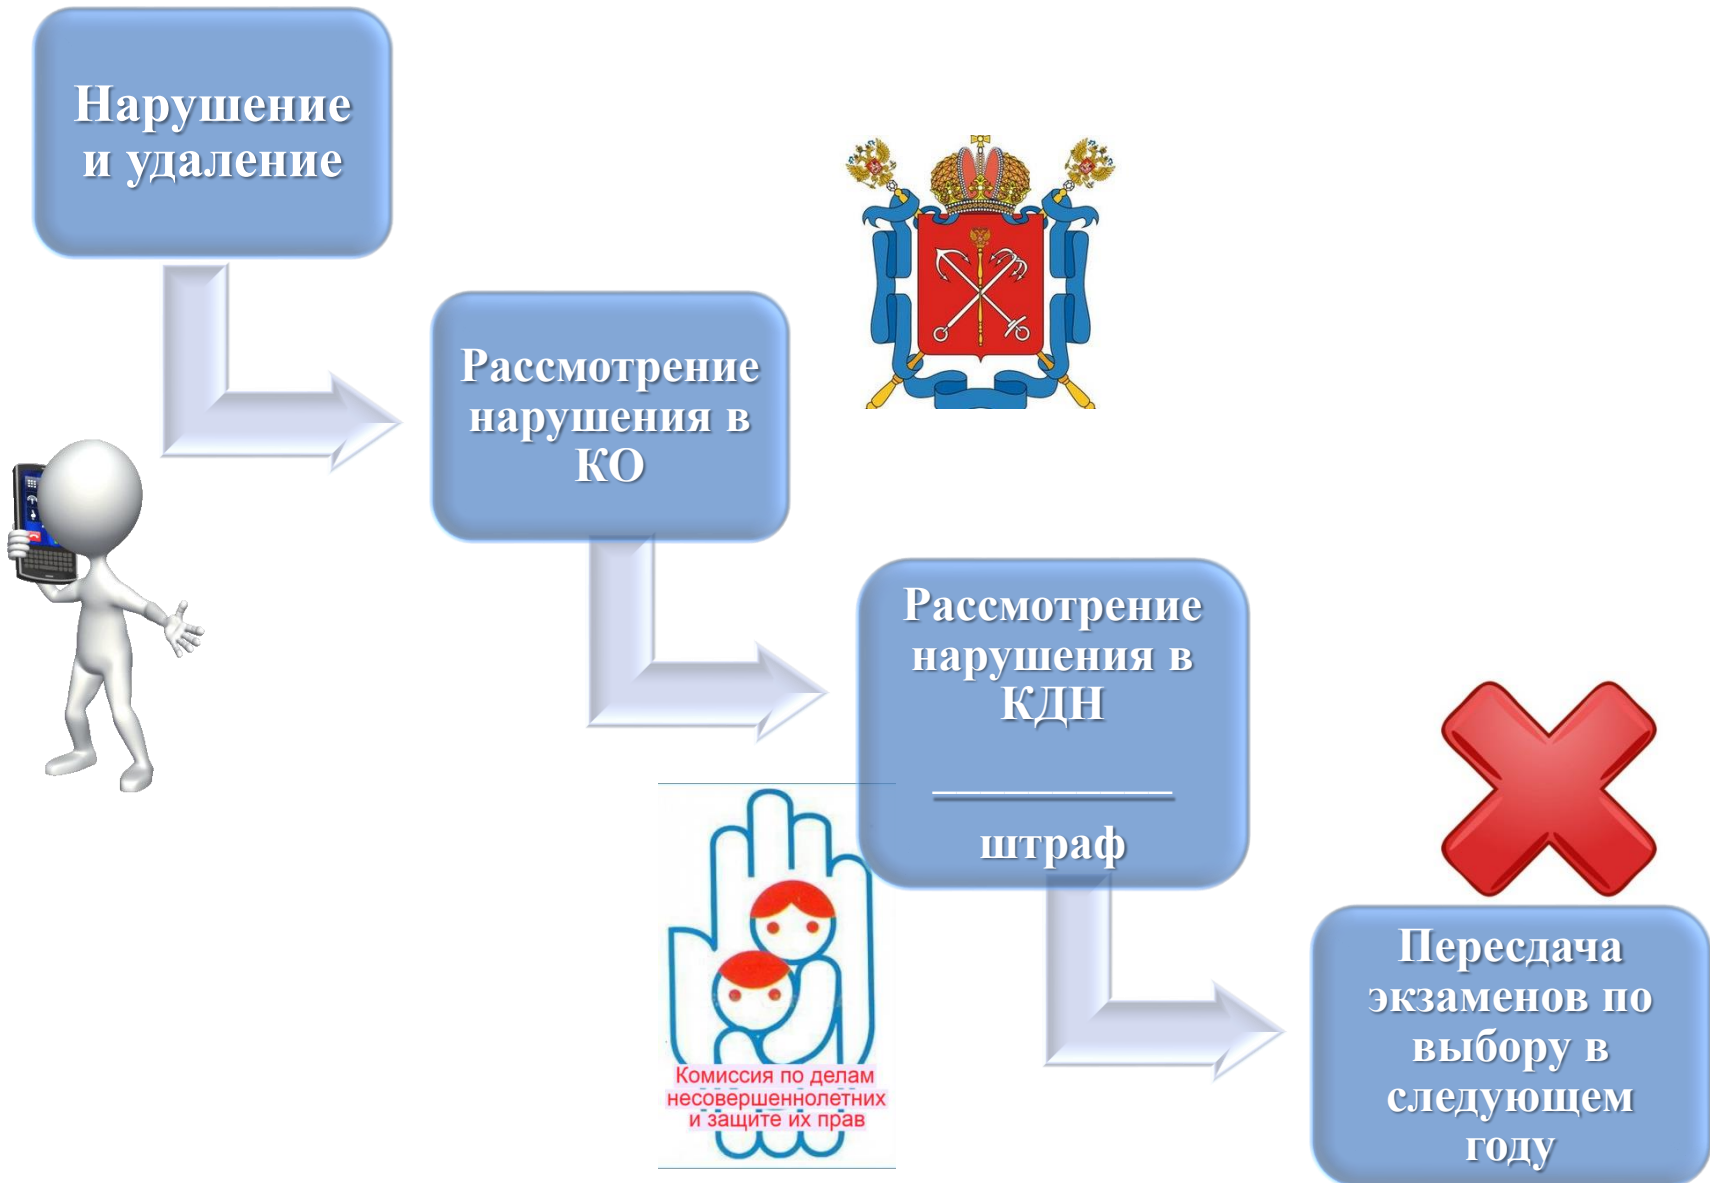 Нарушение
и удаление
Рассмотрение
нарушения в
КО
Рассмотрение
нарушения в
КДН
штраф
Комиссия по делам
несовершеннолетних
и защите их прав
Пересдача
экзаменов по
выбору в
следующем
году